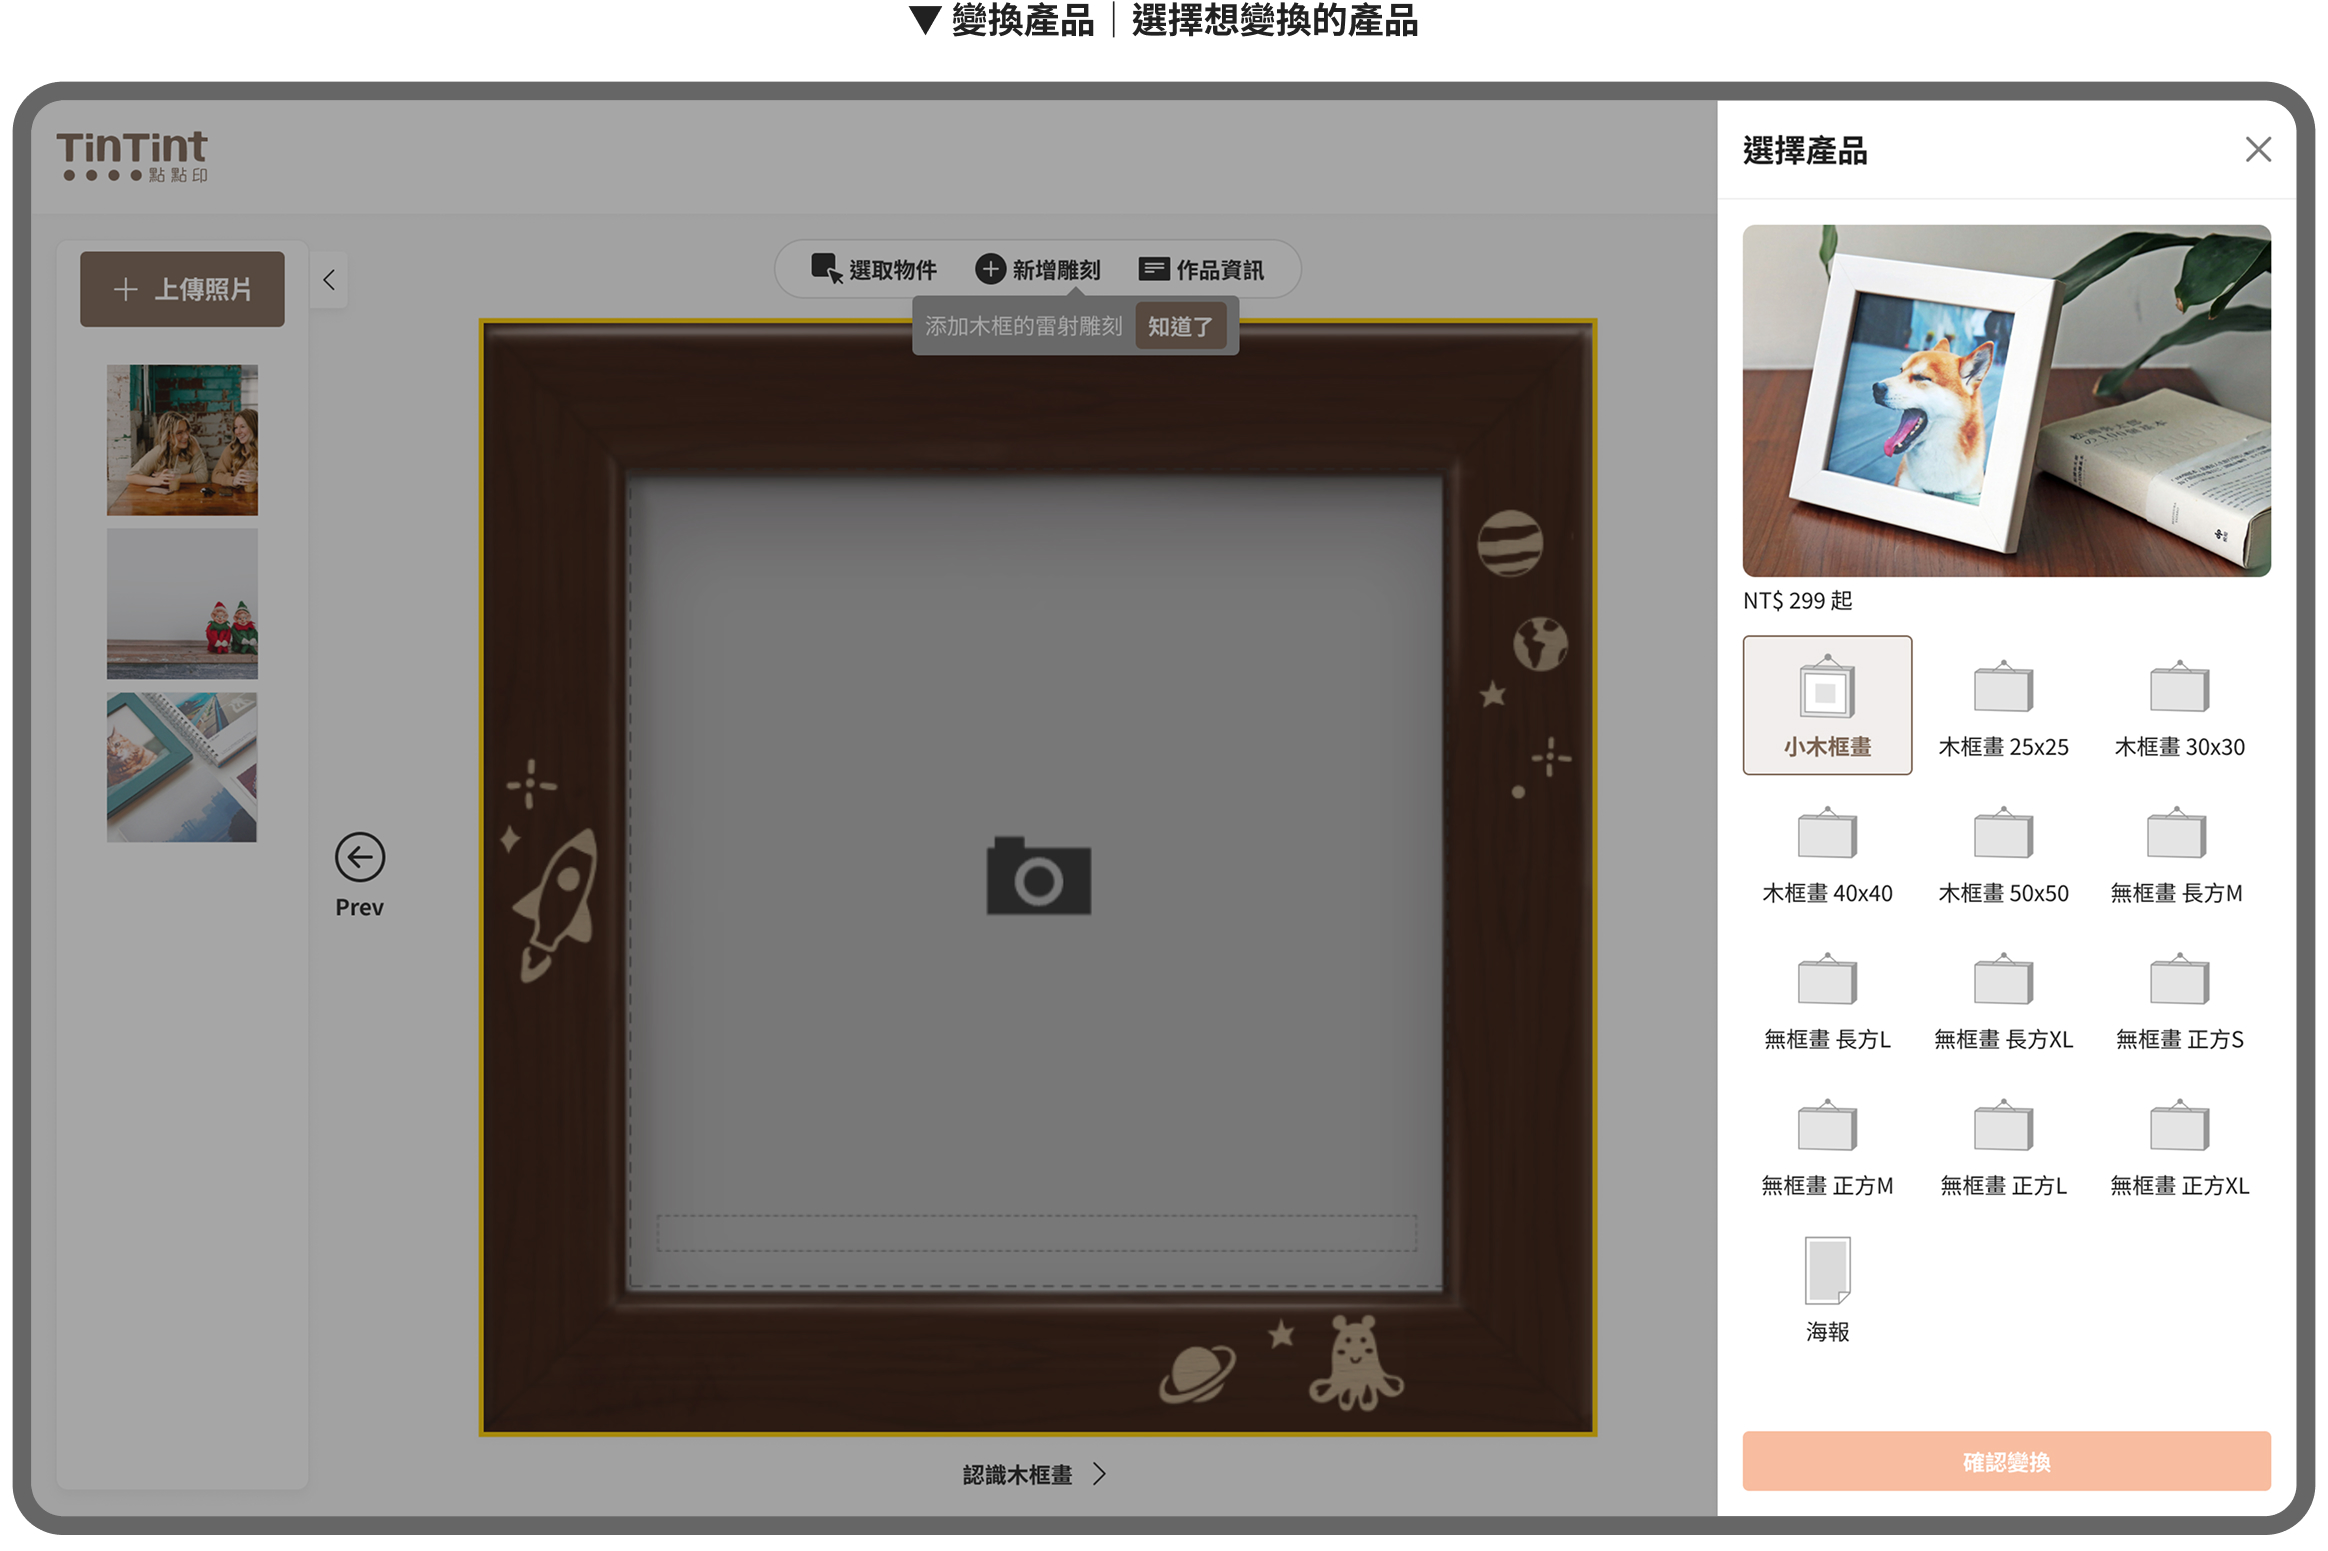 ▼ 變換產品｜選擇想變換的產品
TinTint
點點印
＋ 上傳照片
選取物件
新增雕刻
作品資訊
添加木框的雷射雕刻
知道了
Prev
認識木框畫
選擇產品
NT$ 299 起
小木框畫
木框畫 25x25
木框畫 30x30
木框畫 40x40
木框畫 50x50
無框畫 長方M
無框畫 長方L
無框畫 長方XL
無框畫 正方S
無框畫 正方M
無框畫 正方L
無框畫 正方XL
海報
確認變換